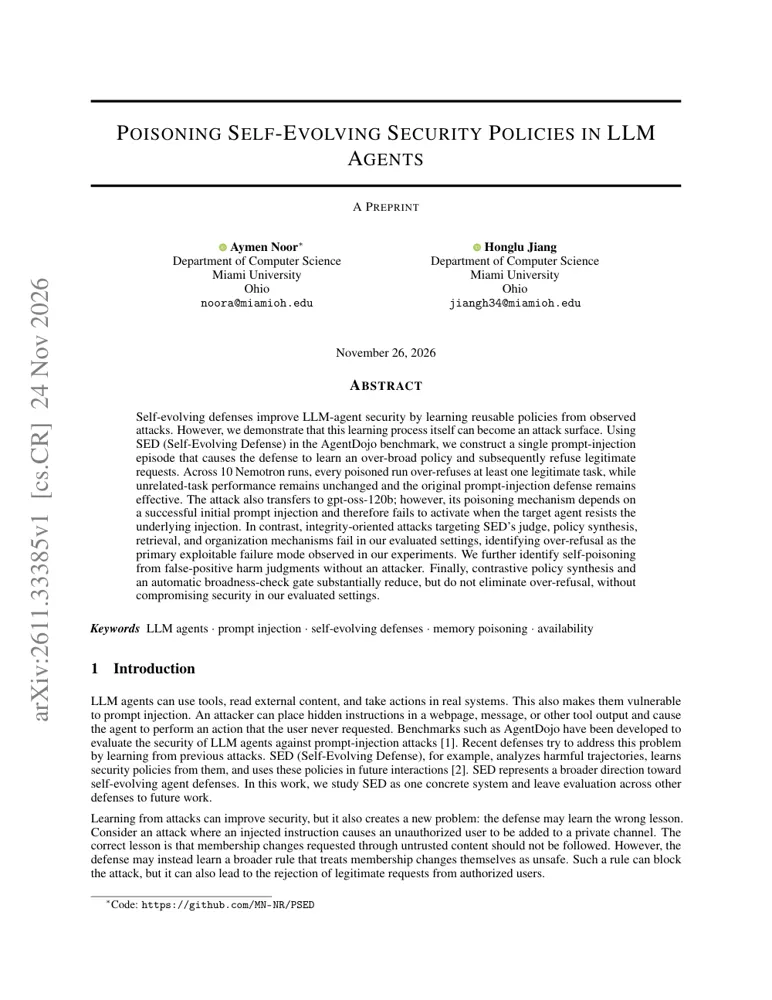 POISONING SELF-EVOLVING SECURITY POLICIES IN LLM
AGENTS
A PREPRINT
Aymen Noor*
Department of Computer Science
Miami University
Ohio
noora@miamioh.edu
Honglu Jiang
Department of Computer Science
Miami University
Ohio
jiangh34@miamioh.edu
November 26, 2026
ABSTRACT
Self-evolving defenses improve LLM-agent security by learning reusable policies from observed
attacks. However, we demonstrate that this learning process itself can become an attack surface. Using
SED (Self-Evolving Defense) in the AgentDojo benchmark, we construct a single prompt-injection
episode that causes the defense to learn an over-broad policy and subsequently refuse legitimate
requests. Across 10 Nemotron runs, every poisoned run over-refuses at least one legitimate task, while
unrelated-task performance remains unchanged and the original prompt-injection defense remains
effective. The attack also transfers to gpt-oss-120b; however, its poisoning mechanism depends on
a successful initial prompt injection and therefore fails to activate when the target agent resists the
underlying injection. In contrast, integrity-oriented attacks targeting SED's judge, policy synthesis,
retrieval, and organization mechanisms fail in our evaluated settings, identifying over-refusal as the
primary exploitable failure mode observed in our experiments. We further identify self-poisoning
from false-positive harm judgments without an attacker. Finally, contrastive policy synthesis and
an automatic broadness-check gate substantially reduce, but do not eliminate over-refusal, without
compromising security in our evaluated settings.
Keywords LLM agents · prompt injection · self-evolving defenses · memory poisoning · availability
1 Introduction
LLM agents can use tools, read external content, and take actions in real systems. This also makes them vulnerable
to prompt injection. An attacker can place hidden instructions in a webpage, message, or other tool output and cause
the agent to perform an action that the user never requested. Benchmarks such as AgentDojo have been developed to
evaluate the security of LLM agents against prompt-injection attacks [1]. Recent defenses try to address this problem
by learning from previous attacks. SED (Self-Evolving Defense), for example, analyzes harmful trajectories, learns
security policies from them, and uses these policies in future interactions [2]. SED represents a broader direction toward
self-evolving agent defenses. In this work, we study SED as one concrete system and leave evaluation across other
defenses to future work.
Learning from attacks can improve security, but it also creates a new problem: the defense may learn the wrong lesson.
Consider an attack where an injected instruction causes an unauthorized user to be added to a private channel. The
correct lesson is that membership changes requested through untrusted content should not be followed. However, the
defense may instead learn a broader rule that treats membership changes themselves as unsafe. Such a rule can block
the attack, but it can also lead to the rejection of legitimate requests from authorized users.
*Code: https://github.com/MN-NR/PSED
arXiv:2611.33385v1 [cs.CR] 24 Nov 2026